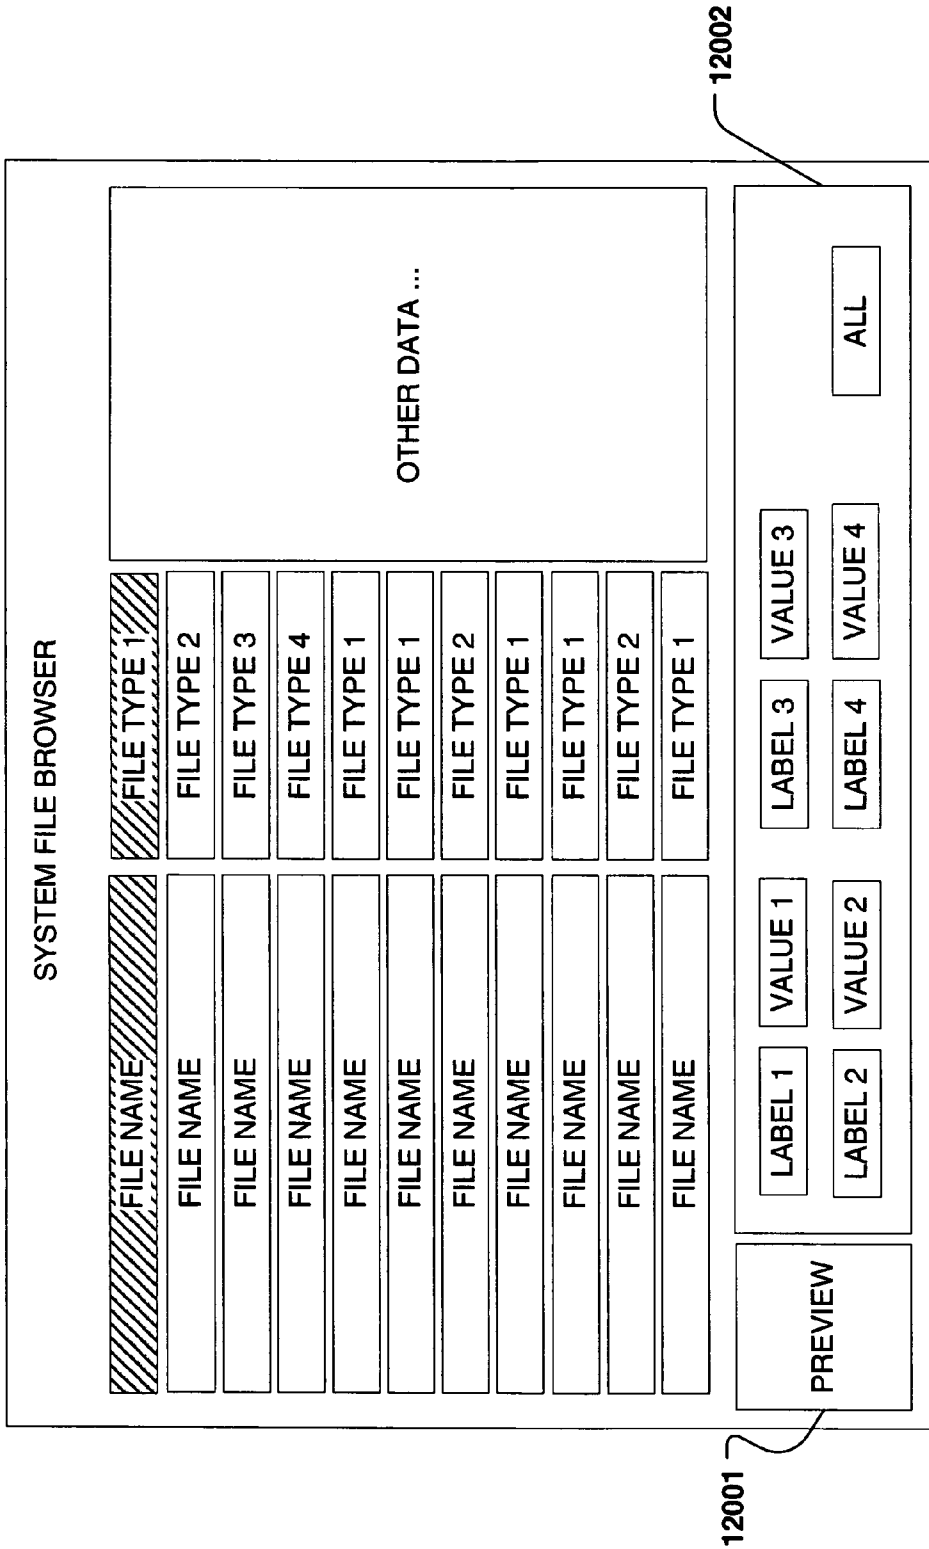 SYSTEM FILE BROWSER
FILE NAME FILE TYPE 1
FILE NAME FILE TYPE 2
FILE NAME FILE TYPE 3
FILE NAME FILE TYPE 4
FILE NAME FILE TYPE 1
FILE NAME FILE TYPE 1
FILE NAME FILE TYPE 2
FILE NAME FILE TYPE 1
FILE NAME FILE TYPE 1
FILE NAME FILE TYPE 2
FILE NAME FILE TYPE 1
OTHER DATA ...
PREVIEW
LABEL 1 VALUE 1 LABEL 3 VALUE 3
LABEL 2 VALUE 2 LABEL 4 VALUE 4 ALL
12001
12002